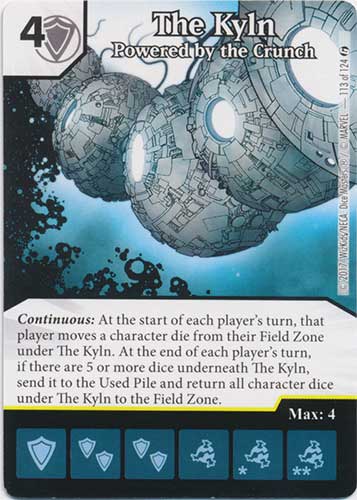 4
The Kyln
Powered by the Crunch
113 of 124
© 2017 WizKids/NECA. Dice Masters. ® / © MARVEL
Continuous: At the start of each player's turn, that
player moves a character die from their Field Zone
under The Kyln. At the end of each player's turn,
if there are 5 or more dice underneath The Kyln,
send it to the Used Pile and return all character dice
under The Kyln to the Field Zone.
Max: 4
*
**